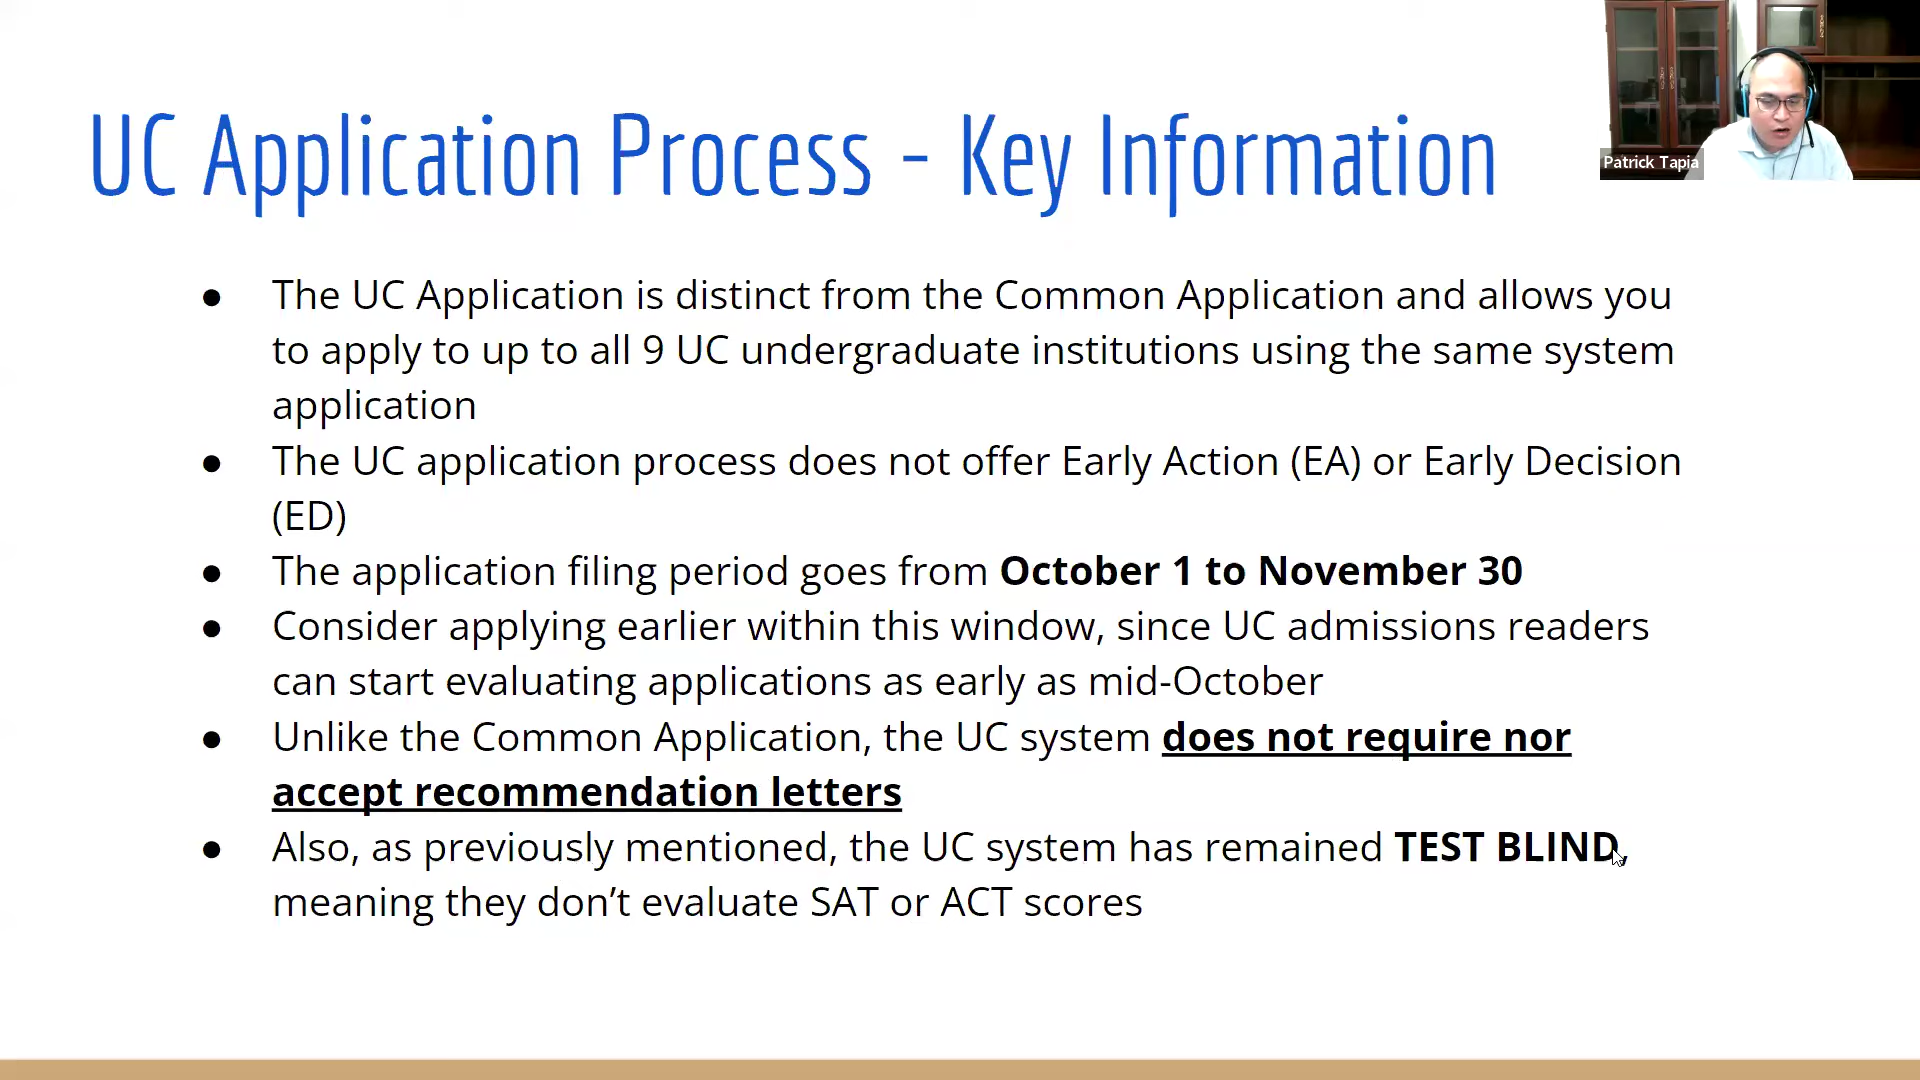 UC Application Process - Key Information
Patrick Tapia
● The UC Application is distinct from the Common Application and allows you
to apply to up to all 9 UC undergraduate institutions using the same system
application
● The UC application process does not offer Early Action (EA) or Early Decision
(ED)
● The application filing period goes from October 1 to November 30
● Consider applying earlier within this window, since UC admissions readers
can start evaluating applications as early as mid-October
● Unlike the Common Application, the UC system does not require nor
accept recommendation letters
● Also, as previously mentioned, the UC system has remained TEST BLIND,
meaning they don’t evaluate SAT or ACT scores